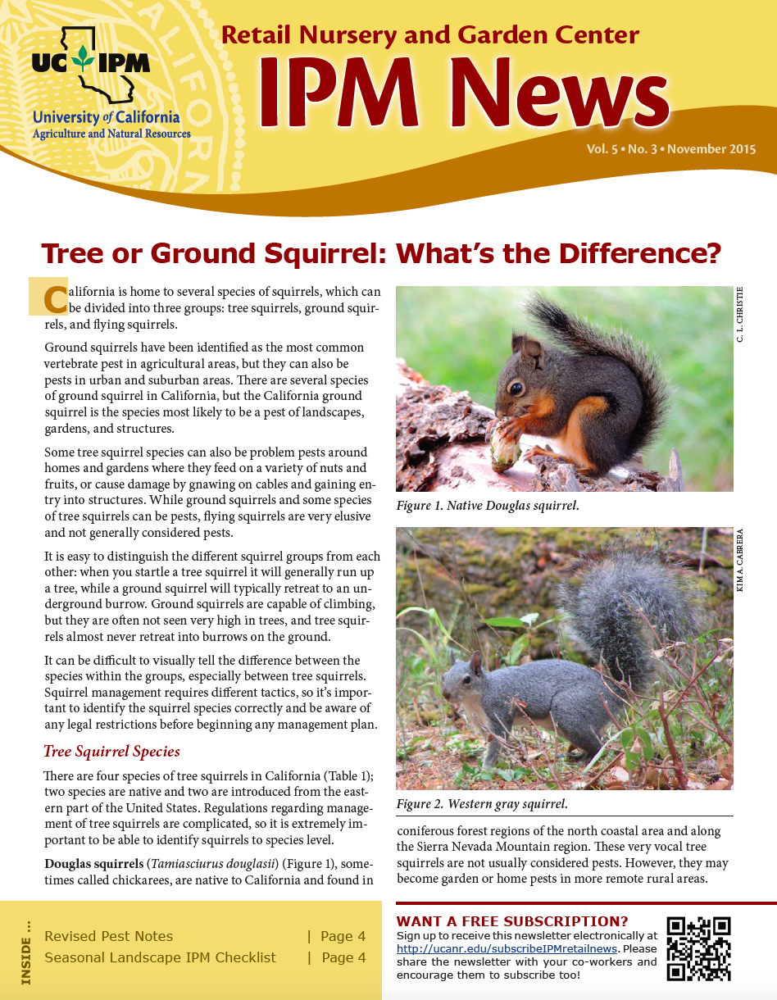 Retail Nursery and Garden Center
IPM News
UC IPM
University of California
Agriculture and Natural Resources
Vol. 5 • No. 3 • November 2015
Tree or Ground Squirrel: What's the Difference?
California is home to several species of squirrels, which can
be divided into three groups: tree squirrels, ground squir-
rels, and flying squirrels.
Ground squirrels have been identified as the most common
vertebrate pest in agricultural areas, but they can also be
pests in urban and suburban areas. There are several species
of ground squirrel in California, but the California ground
squirrel is the species most likely to be a pest of landscapes,
gardens, and structures.
Some tree squirrel species can also be problem pests around
homes and gardens where they feed on a variety of nuts and
fruits, or cause damage by gnawing on cables and gaining en-
try into structures. While ground squirrels and some species
of tree squirrels can be pests, flying squirrels are very elusive
and not generally considered pests.
It is easy to distinguish the different squirrel groups from each
other: when you startle a tree squirrel it will generally run up
a tree, while a ground squirrel will typically retreat to an un-
derground burrow. Ground squirrels are capable of climbing,
but they are often not seen very high in trees, and tree squir-
rels almost never retreat into burrows on the ground.
It can be difficult to visually tell the difference between the
species within the groups, especially between tree squirrels.
Squirrel management requires different tactics, so it's impor-
tant to identify the squirrel species correctly and be aware of
any legal restrictions before beginning any management plan.
Tree Squirrel Species
There are four species of tree squirrels in California (Table 1);
two species are native and two are introduced from the east-
ern part of the United States. Regulations regarding manage-
ment of tree squirrels are complicated, so it is extremely im-
portant to be able to identify squirrels to species level.
Douglas squirrels (Tamiasciurus douglasii) (Figure 1), some-
times called chickarees, are native to California and found in
C. L. CHRISTIE
Figure 1. Native Douglas squirrel.
KIM A. CABRERA
Figure 2. Western gray squirrel.
coniferous forest regions of the north coastal area and along
the Sierra Nevada Mountain region. These very vocal tree
squirrels are not usually considered pests. However, they may
become garden or home pests in more remote rural areas.
INSIDE ...
Revised Pest Notes | Page 4
Seasonal Landscape IPM Checklist | Page 4
WANT A FREE SUBSCRIPTION?
Sign up to receive this newsletter electronically at
http://ucanr.edu/subscribeIPMretailnews. Please
share the newsletter with your co-workers and
encourage them to subscribe too!